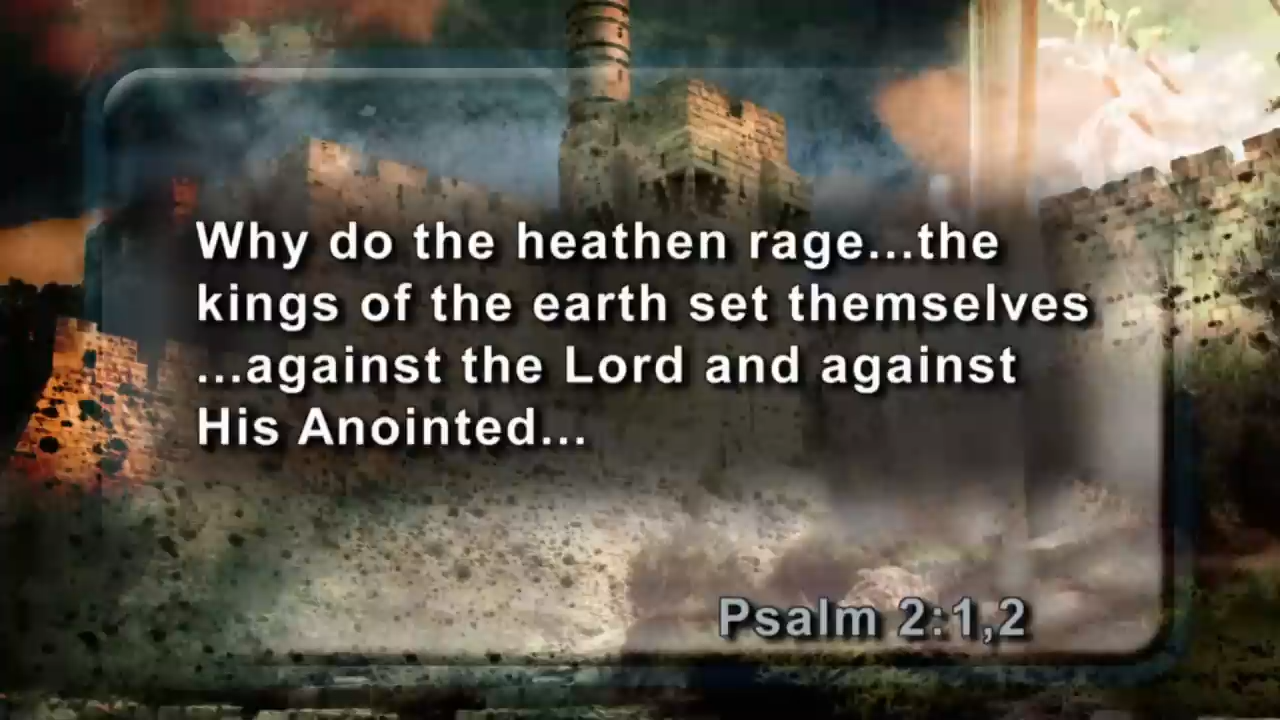 Why do the heathen rage...the
kings of the earth set themselves
...against the Lord and against
His Anointed...
Psalm 2:1,2